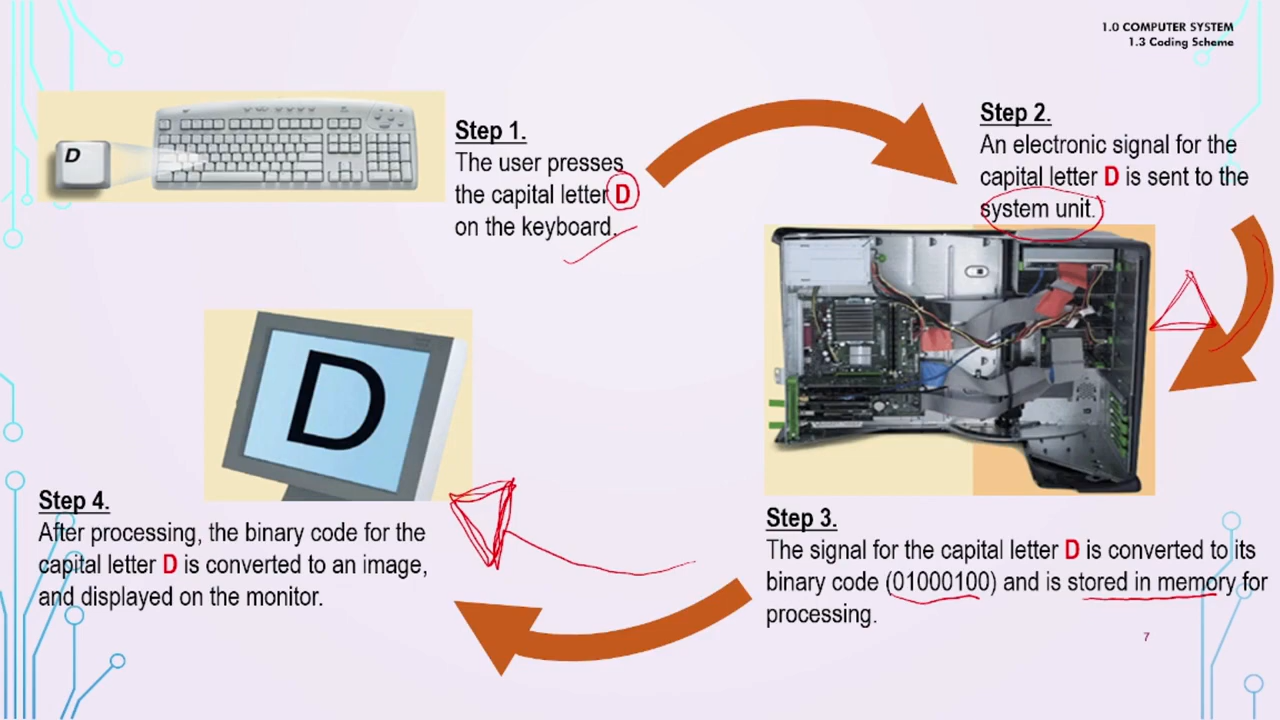 1.0 COMPUTER SYSTEM
1.3 Coding Scheme
D
Step 1.
The user presses
the capital letter D
on the keyboard.
Step 2.
An electronic signal for the
capital letter D is sent to the
system unit.
Step 3.
The signal for the capital letter D is converted to its
binary code (01000100) and is stored in memory for
processing.
D
Step 4.
After processing, the binary code for the
capital letter D is converted to an image,
and displayed on the monitor.
7